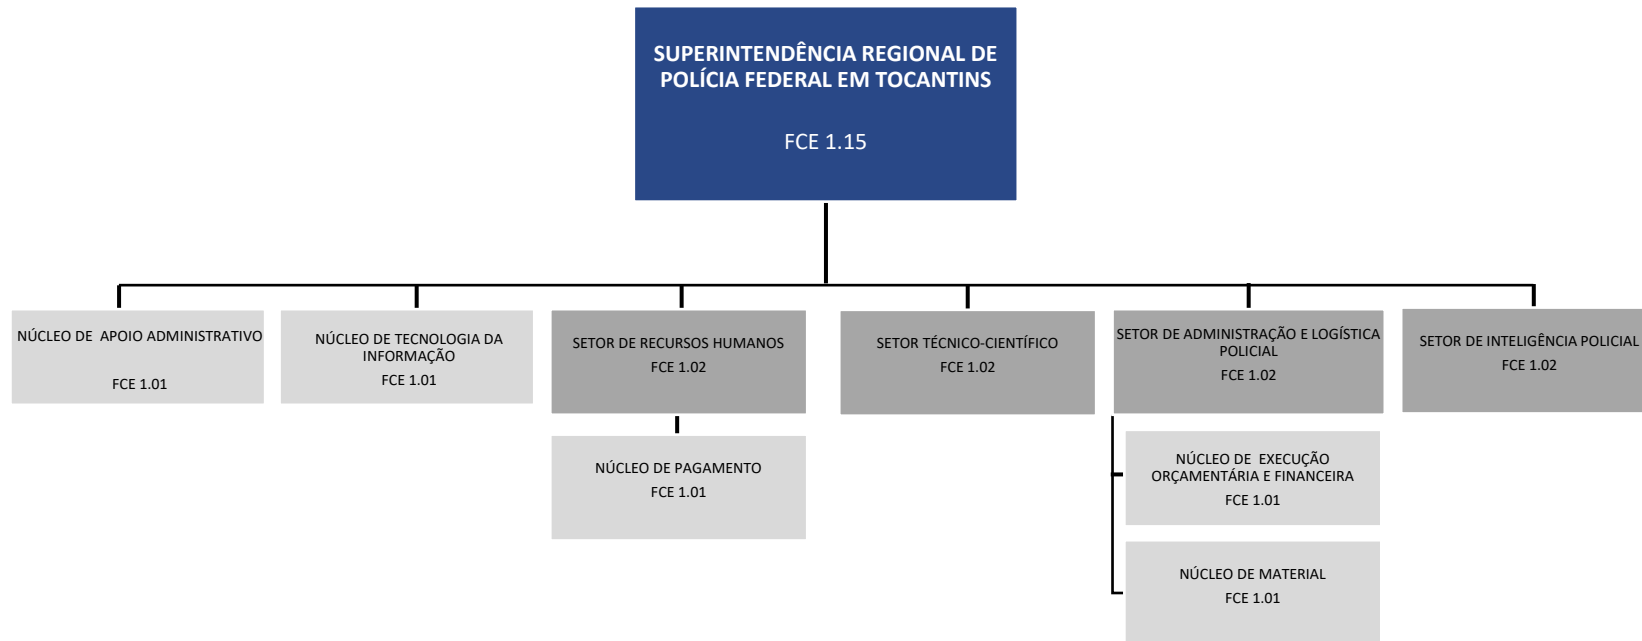 SUPERINTENDÊNCIA REGIONAL DE
POLÍCIA FEDERAL EM TOCANTINS
FCE 1.15
NÚCLEO DE APOIO ADMINISTRATIVO
FCE 1.01
NÚCLEO DE TECNOLOGIA DA
INFORMAÇÃO
FCE 1.01
SETOR DE RECURSOS HUMANOS
FCE 1.02
SETOR TÉCNICO-CIENTÍFICO
FCE 1.02
SETOR DE ADMINISTRAÇÃO E LOGÍSTICA
POLICIAL
FCE 1.02
SETOR DE INTELIGÊNCIA POLICIAL
FCE 1.02
NÚCLEO DE PAGAMENTO
FCE 1.01
NÚCLEO DE EXECUÇÃO
ORÇAMENTÁRIA E FINANCEIRA
FCE 1.01
NÚCLEO DE MATERIAL
FCE 1.01